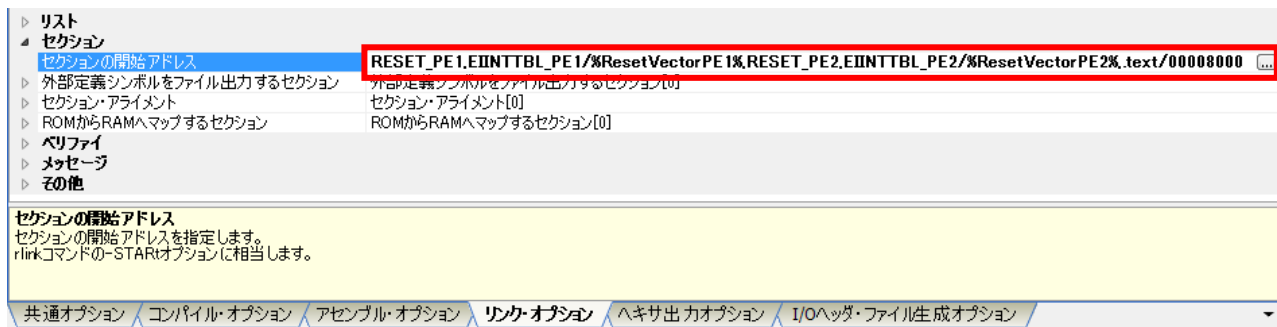 リスト
セクション
セクションの開始アドレス RESET_PE1,EIINTTBL_PE1/%ResetVectorPE1%,RESET_PE2,EIINTTBL_PE2/%ResetVectorPE2%,.text/00008000 ...
外部定義シンボルをファイル出力するセクション 外部定義シンボルをファイル出力するセクション[0]
セクション・アライメント セクション・アライメント[0]
ROMからRAMへマップするセクション ROMからRAMへマップするセクション[0]
ベリファイ
メッセージ
その他
セクションの開始アドレス
セクションの開始アドレスを指定します。
rlinkコマンドの-STARtオプションに相当します。
共通オプション コンパイル・オプション アセンブル・オプション リンク・オプション ヘキサ出力オプション I/Oヘッダ・ファイル生成オプション